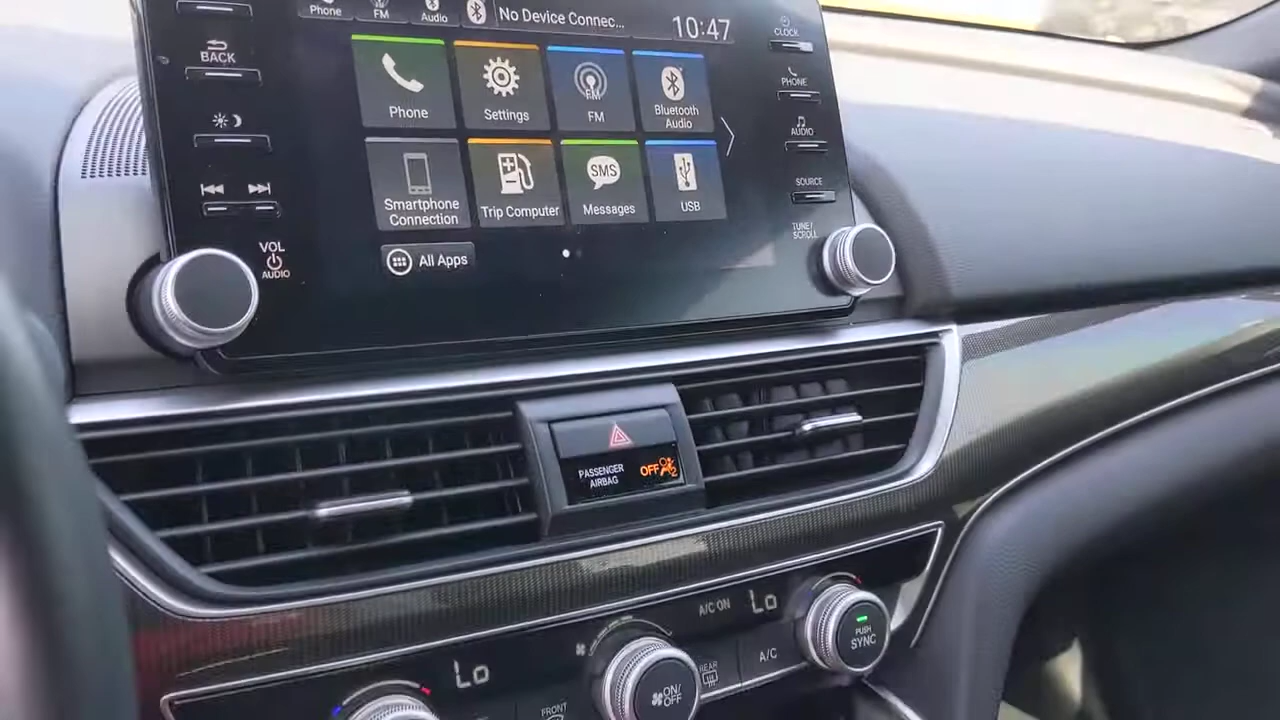 Phone
FM
Audio
No Device Connec...
10:47
CLOCK
BACK
PHONE
Phone
Settings
FM
FM
Bluetooth
Audio
AUDIO
SMS
Smartphone
Connection
Trip Computer
Messages
USB
SOURCE
VOL
AUDIO
TUNE/
SCROLL
All Apps
PASSENGER
AIRBAG
OFF
2
A/C ON
Lo
PUSH
SYNC
Lo
A/C
REAR
ON/
OFF
FRONT